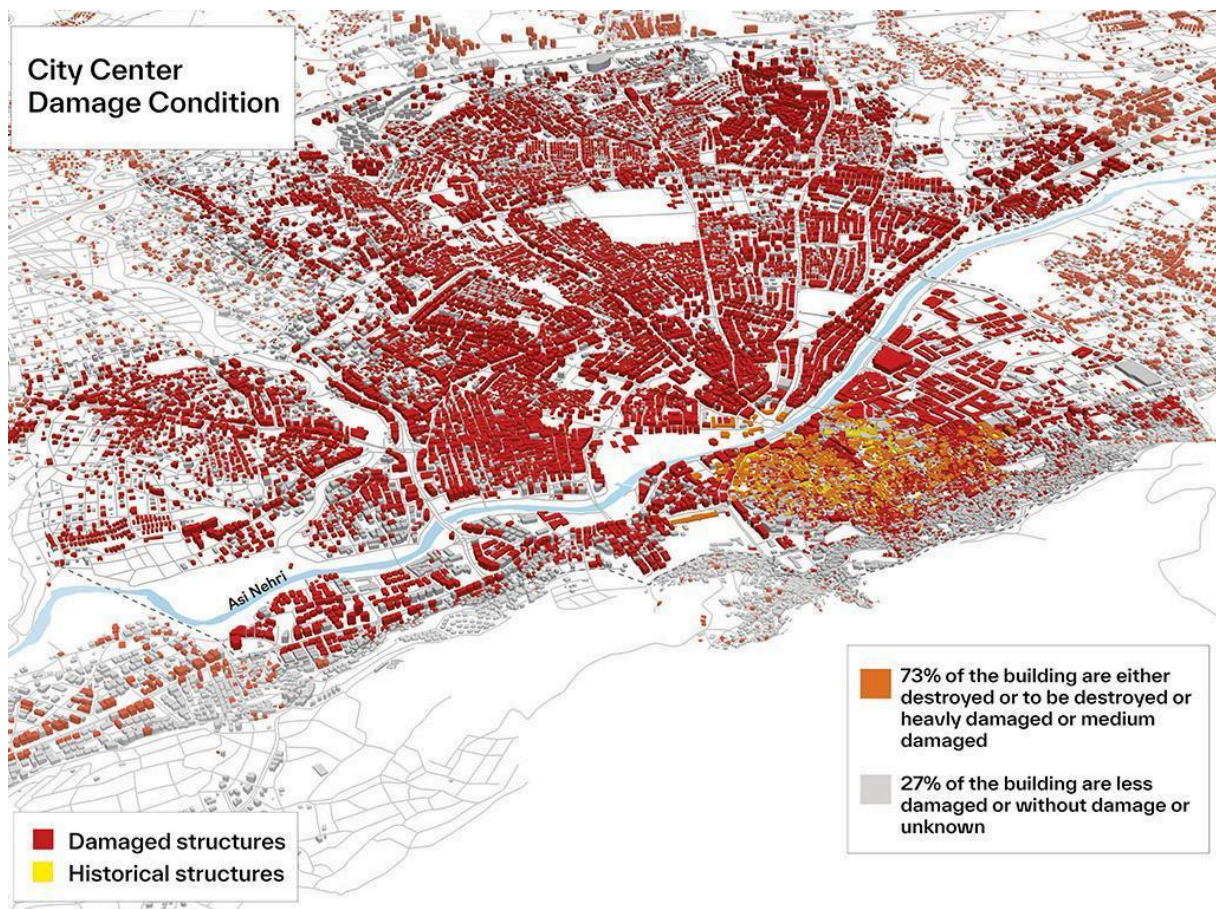 City Center
Damage Condition
Asi Nehri
73% of the building are either
destroyed or to be destroyed or
heavly damaged or medium
damaged
27% of the building are less
damaged or without damage or
unknown
Damaged structures
Historical structures